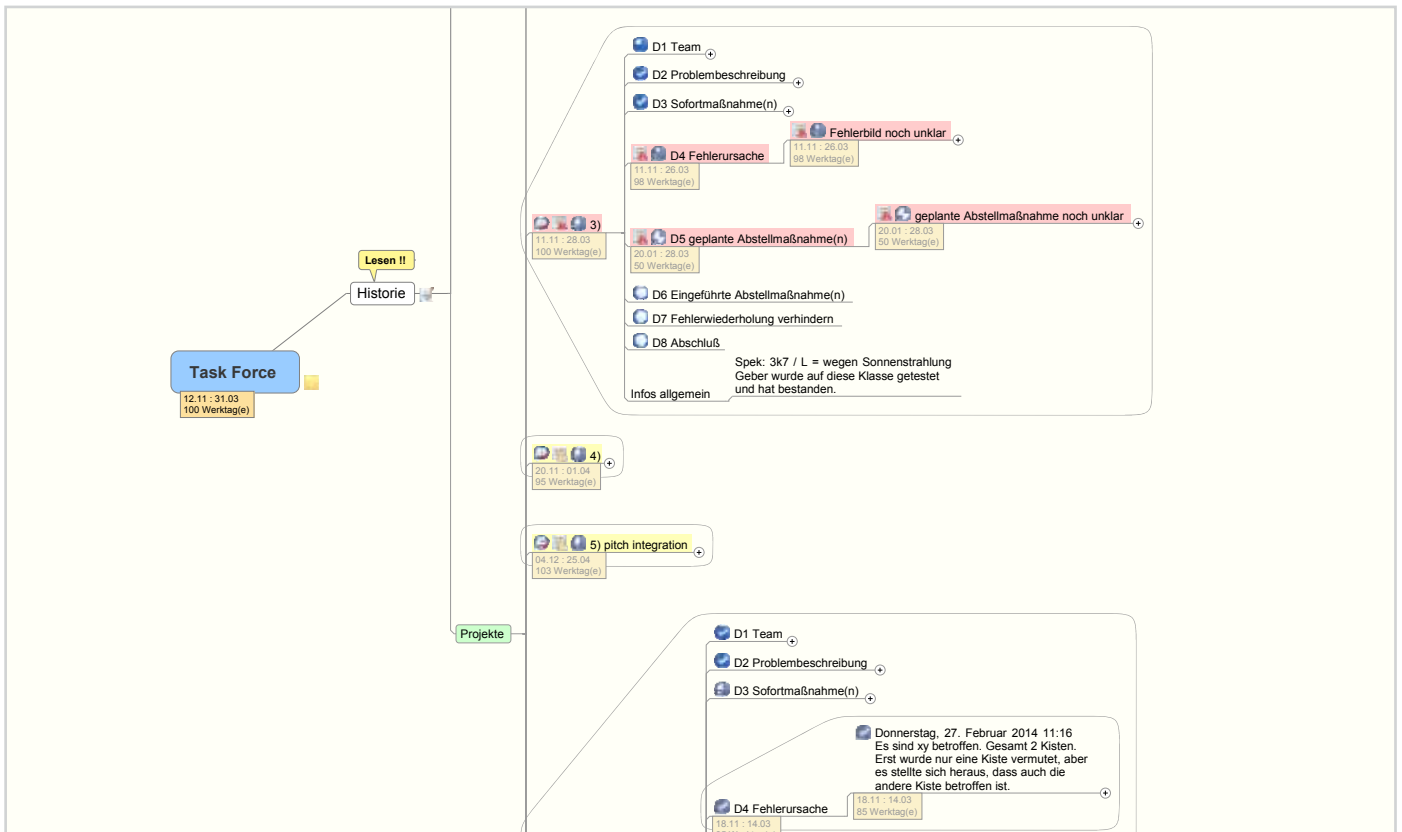 Task Force
12.11 : 31.03
100 Werktag(e)
Lesen !!
Historie
Projekte
3)
11.11 : 28.03
100 Werktag(e)
D1 Team
D2 Problembeschreibung
D3 Sofortmaßnahme(n)
D4 Fehlerursache
11.11 : 26.03
98 Werktag(e)
Fehlerbild noch unklar
11.11 : 26.03
98 Werktag(e)
D5 geplante Abstellmaßnahme(n)
20.01 : 28.03
50 Werktag(e)
geplante Abstellmaßnahme noch unklar
20.01 : 28.03
50 Werktag(e)
D6 Eingeführte Abstellmaßnahme(n)
D7 Fehlerwiederholung verhindern
D8 Abschluß
Infos allgemein
Spek: 3k7 / L = wegen Sonnenstrahlung
Geber wurde auf diese Klasse getestet
und hat bestanden.
4)
20.11 : 01.04
95 Werktag(e)
5) pitch integration
04.12 : 25.04
103 Werktag(e)
D1 Team
D2 Problembeschreibung
D3 Sofortmaßnahme(n)
D4 Fehlerursache
18.11 : 14.03
Donnerstag, 27. Februar 2014 11:16
Es sind xy betroffen. Gesamt 2 Kisten.
Erst wurde nur eine Kiste vermutet, aber
es stellte sich heraus, dass auch die
andere Kiste betroffen ist.
18.11 : 14.03
85 Werktag(e)